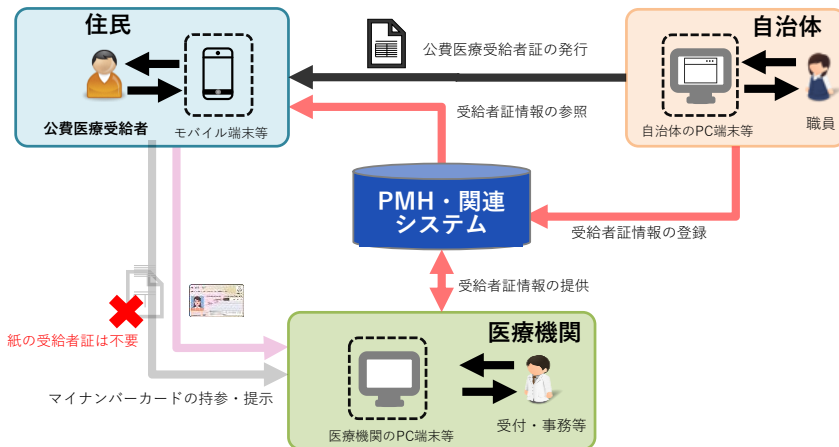 住民
自治体
公費医療受給者証の発行
公費医療受給者
モバイル端末等
受給者証情報の参照
自治体のPC端末等
職員
PMH・関連
システム
受給者証情報の登録
受給者証情報の提供
紙の受給者証は不要
医療機関
マイナンバーカードの持参・提示
医療機関のPC端末等
受付・事務等